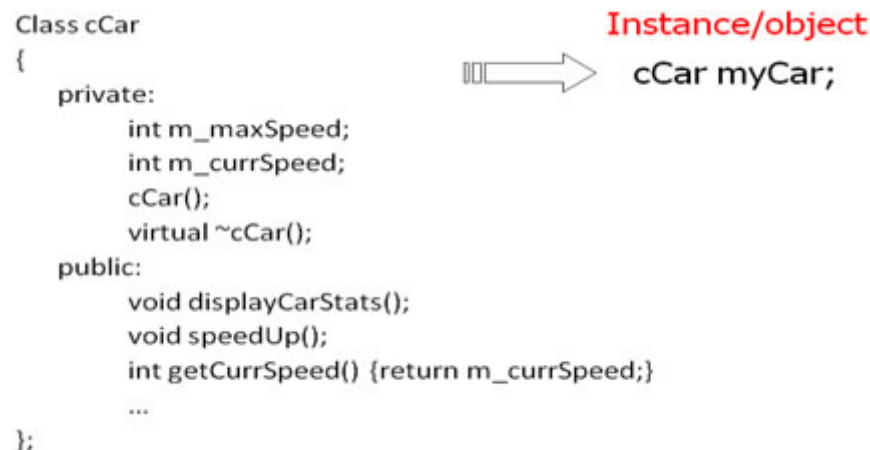 Class cCar
{
private:
int m_maxSpeed;
int m_currSpeed;
cCar();
virtual ~cCar();
public:
void displayCarStats();
void speedUp();
int getCurrSpeed() {return m_currSpeed;}
...
};
Instance/object
cCar myCar;